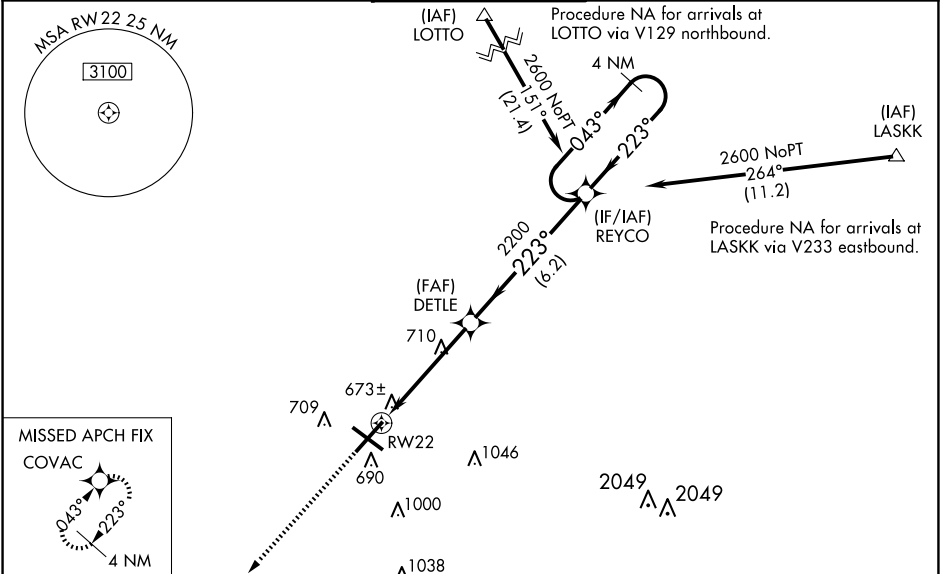 MSA RW 22 25 NM
3100
(IAF)
LOTTO
Procedure NA for arrivals at
LOTTO via V129 northbound.
4 NM
2600 NoPT
151°
(21.4)
043°
223°
(IAF)
LASKK
2600 NoPT
264°
(11.2)
(IF/IAF)
REYCO
Procedure NA for arrivals at
LASKK via V233 eastbound.
2200
223°
(6.2)
(FAF)
DETLE
710
673±
709
RW22
690
1046
1000
2049
2049
1038
MISSED APCH FIX
COVAC
043°
223°
4 NM